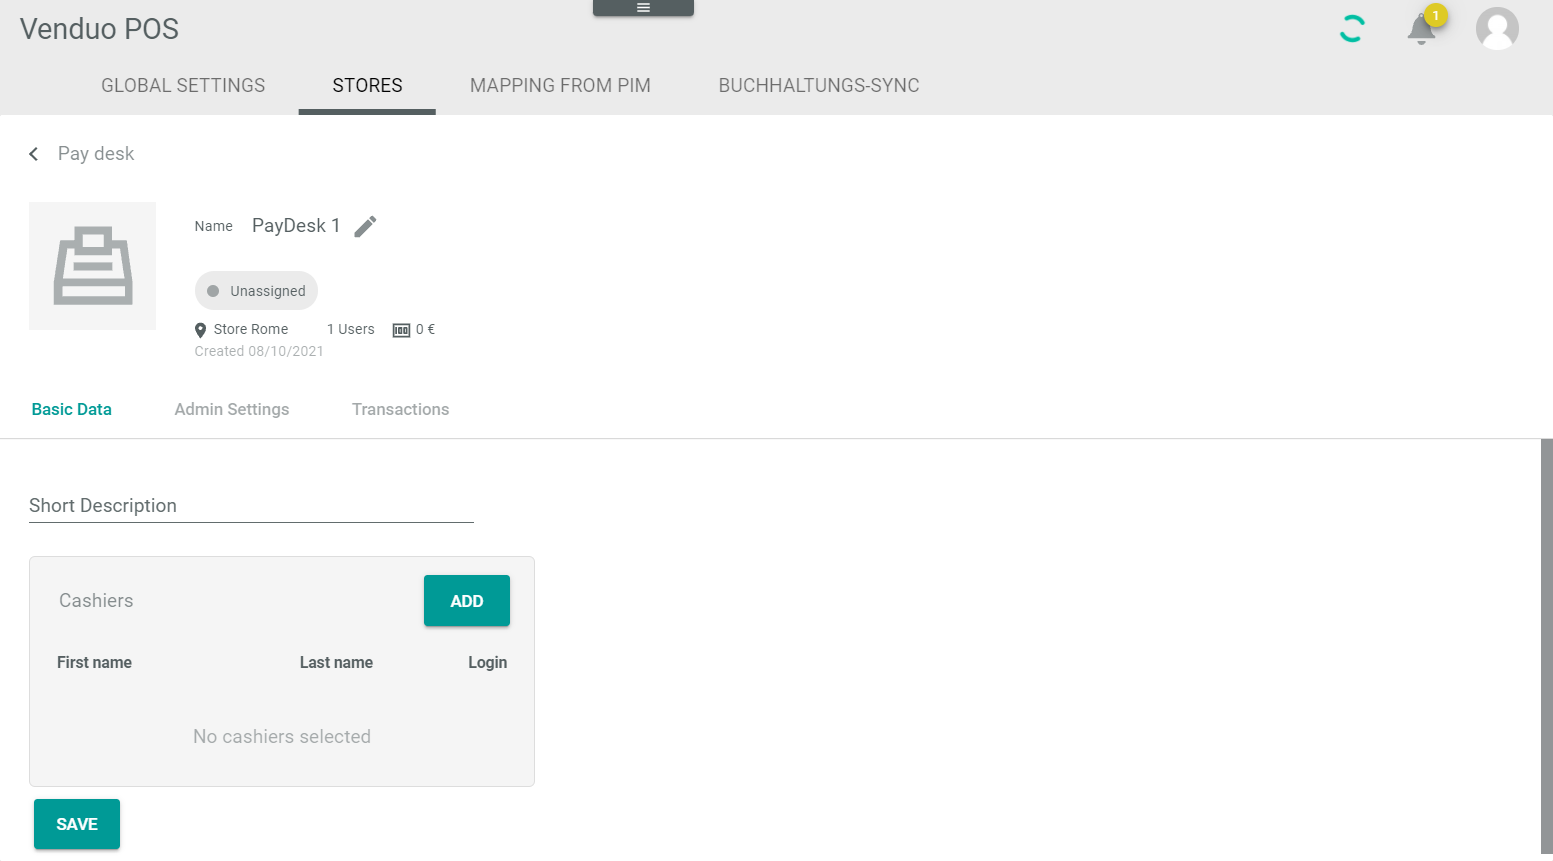 Venduo POS
1
GLOBAL SETTINGS STORES MAPPING FROM PIM BUCHHALTUNGS-SYNC
Pay desk
Name PayDesk 1
Unassigned
Store Rome 1 Users 0 €
Created 08/10/2021
Basic Data Admin Settings Transactions
Short Description
Cashiers ADD
First name Last name Login
No cashiers selected
SAVE